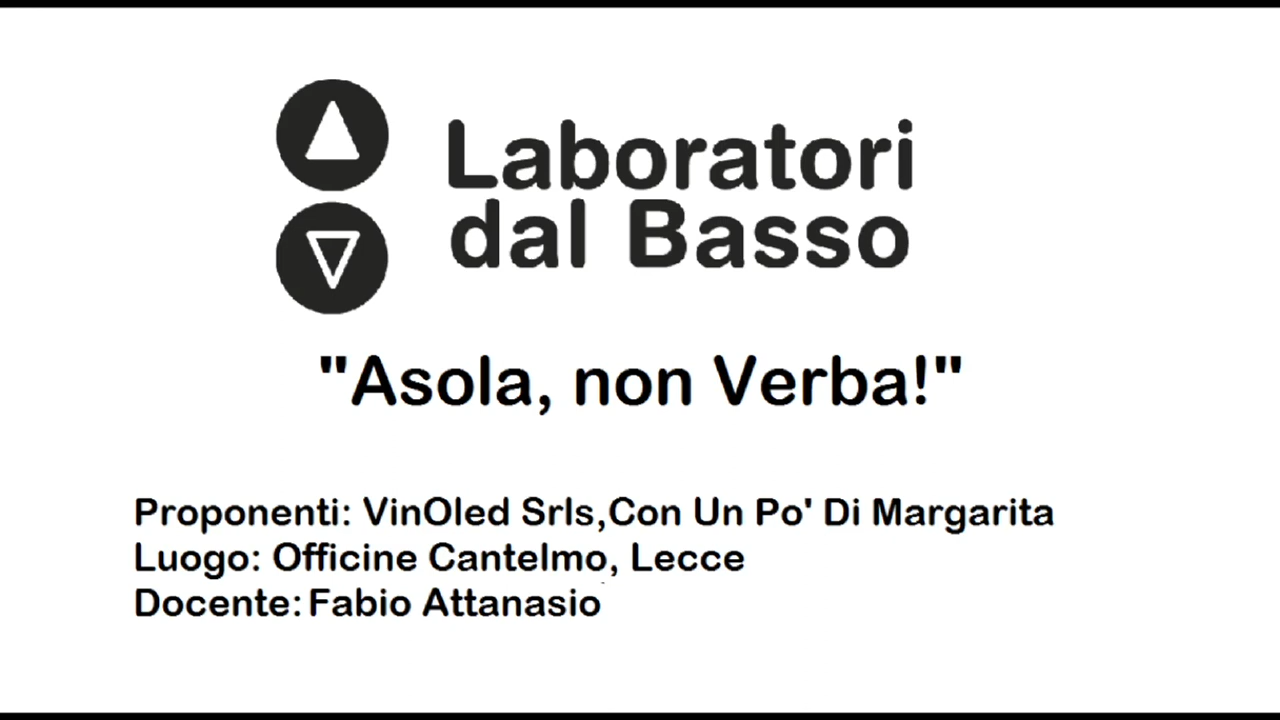 Laboratori
dal Basso
"Asola, non Verba!"
Proponenti: VinOled Srls,Con Un Po' Di Margarita
Luogo: Officine Cantelmo, Lecce
Docente: Fabio Attanasio